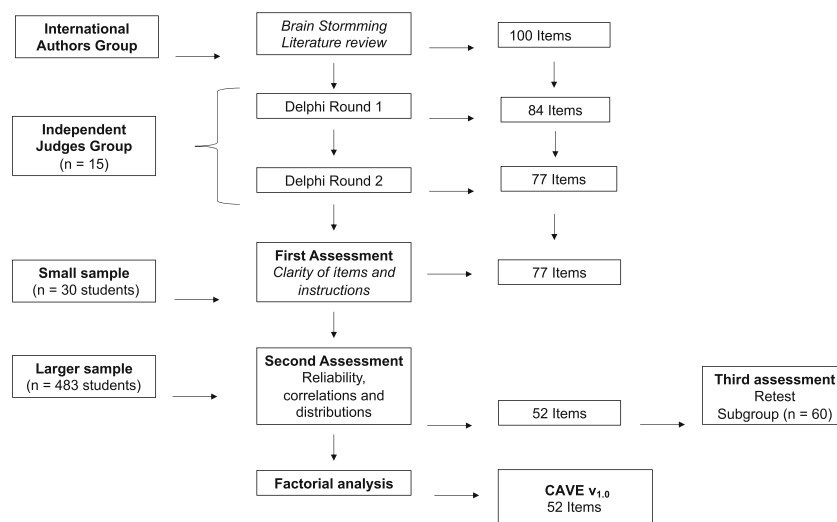 International
Authors Group
Brain Stormming
Literature review
100 Items
Delphi Round 1
84 Items
Independent
Judges Group
(n = 15)
Delphi Round 2
77 Items
First Assessment
Clarity of items and
instructions
77 Items
Small sample
(n = 30 students)
Larger sample
(n = 483 students)
Second Assessment
Reliability,
correlations and
distributions
52 Items
Third assessment
Retest
Subgroup (n = 60)
Factorial analysis
CAVE v1.0
52 Items